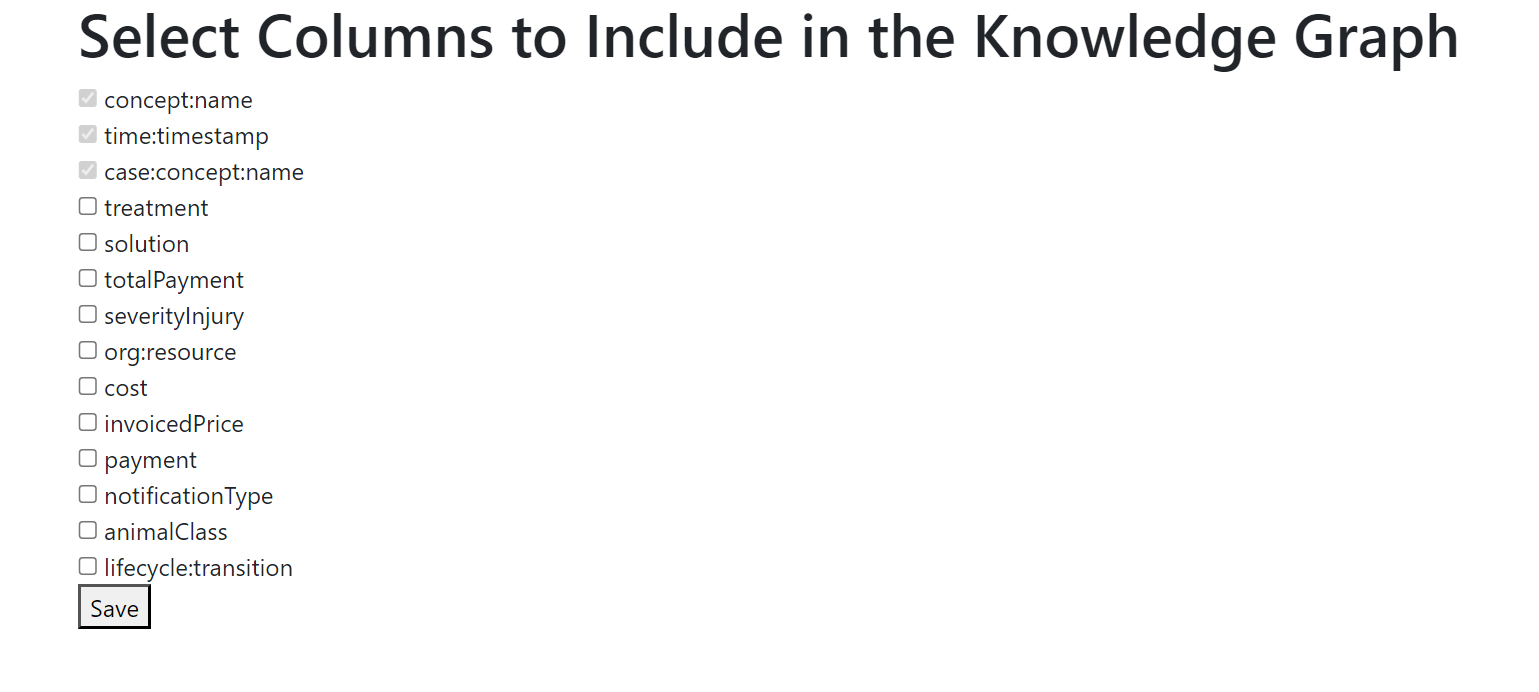 Select Columns to Include in the Knowledge Graph
concept:name
time:timestamp
case:concept:name
treatment
solution
totalPayment
severityInjury
org:resource
cost
invoicedPrice
payment
notificationType
animalClass
lifecycle:transition
Save